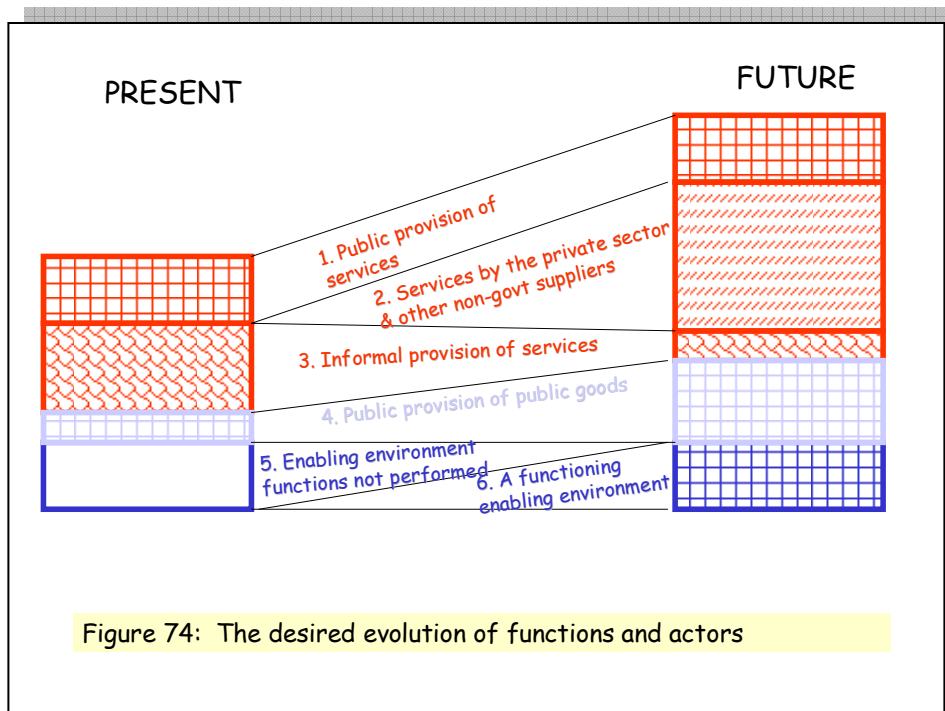 PRESENT
FUTURE
1. Public provision of
services
2. Services by the private sector
& other non-govt suppliers
3. Informal provision of services
4. Public provision of public goods
5. Enabling environment
functions not performed
6. A functioning
enabling environment
Figure 74: The desired evolution of functions and actors